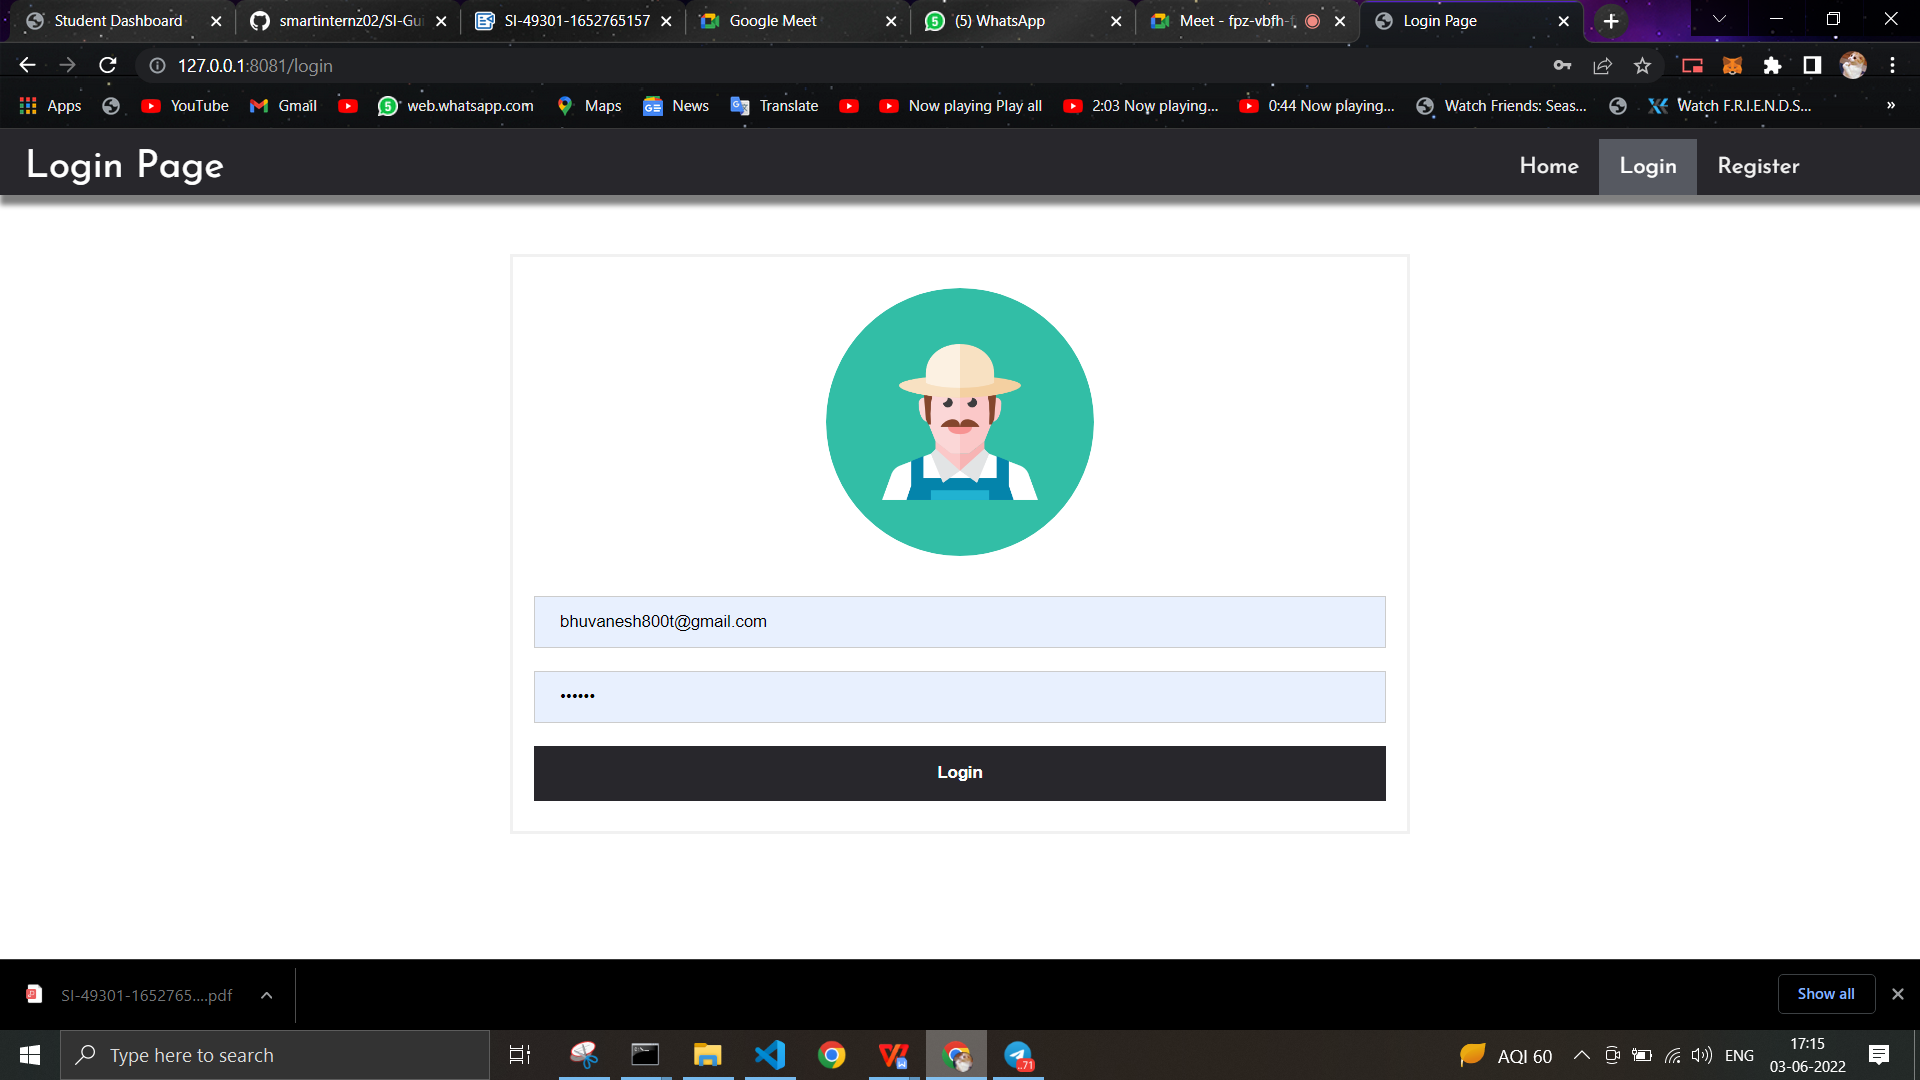 Student Dashboard
smartinternz02/SI-Gui
SI-49301-1652765157
Google Meet
(5) WhatsApp
Meet - fpz-vbfh-
Login Page
127.0.0.1:8081/login
Apps
YouTube
Gmail
web.whatsapp.com
Maps
News
Translate
Now playing Play all
2:03 Now playing...
0:44 Now playing...
Watch Friends: Seas...
Watch F.R.I.E.N.D.S...
»
Login Page
Home
Login
Register
bhuvanesh800t@gmail.com
••••••
Login
SI-49301-1652765....pdf
Show all
Type here to search
..71
AQI 60
ENG
17:15
03-06-2022